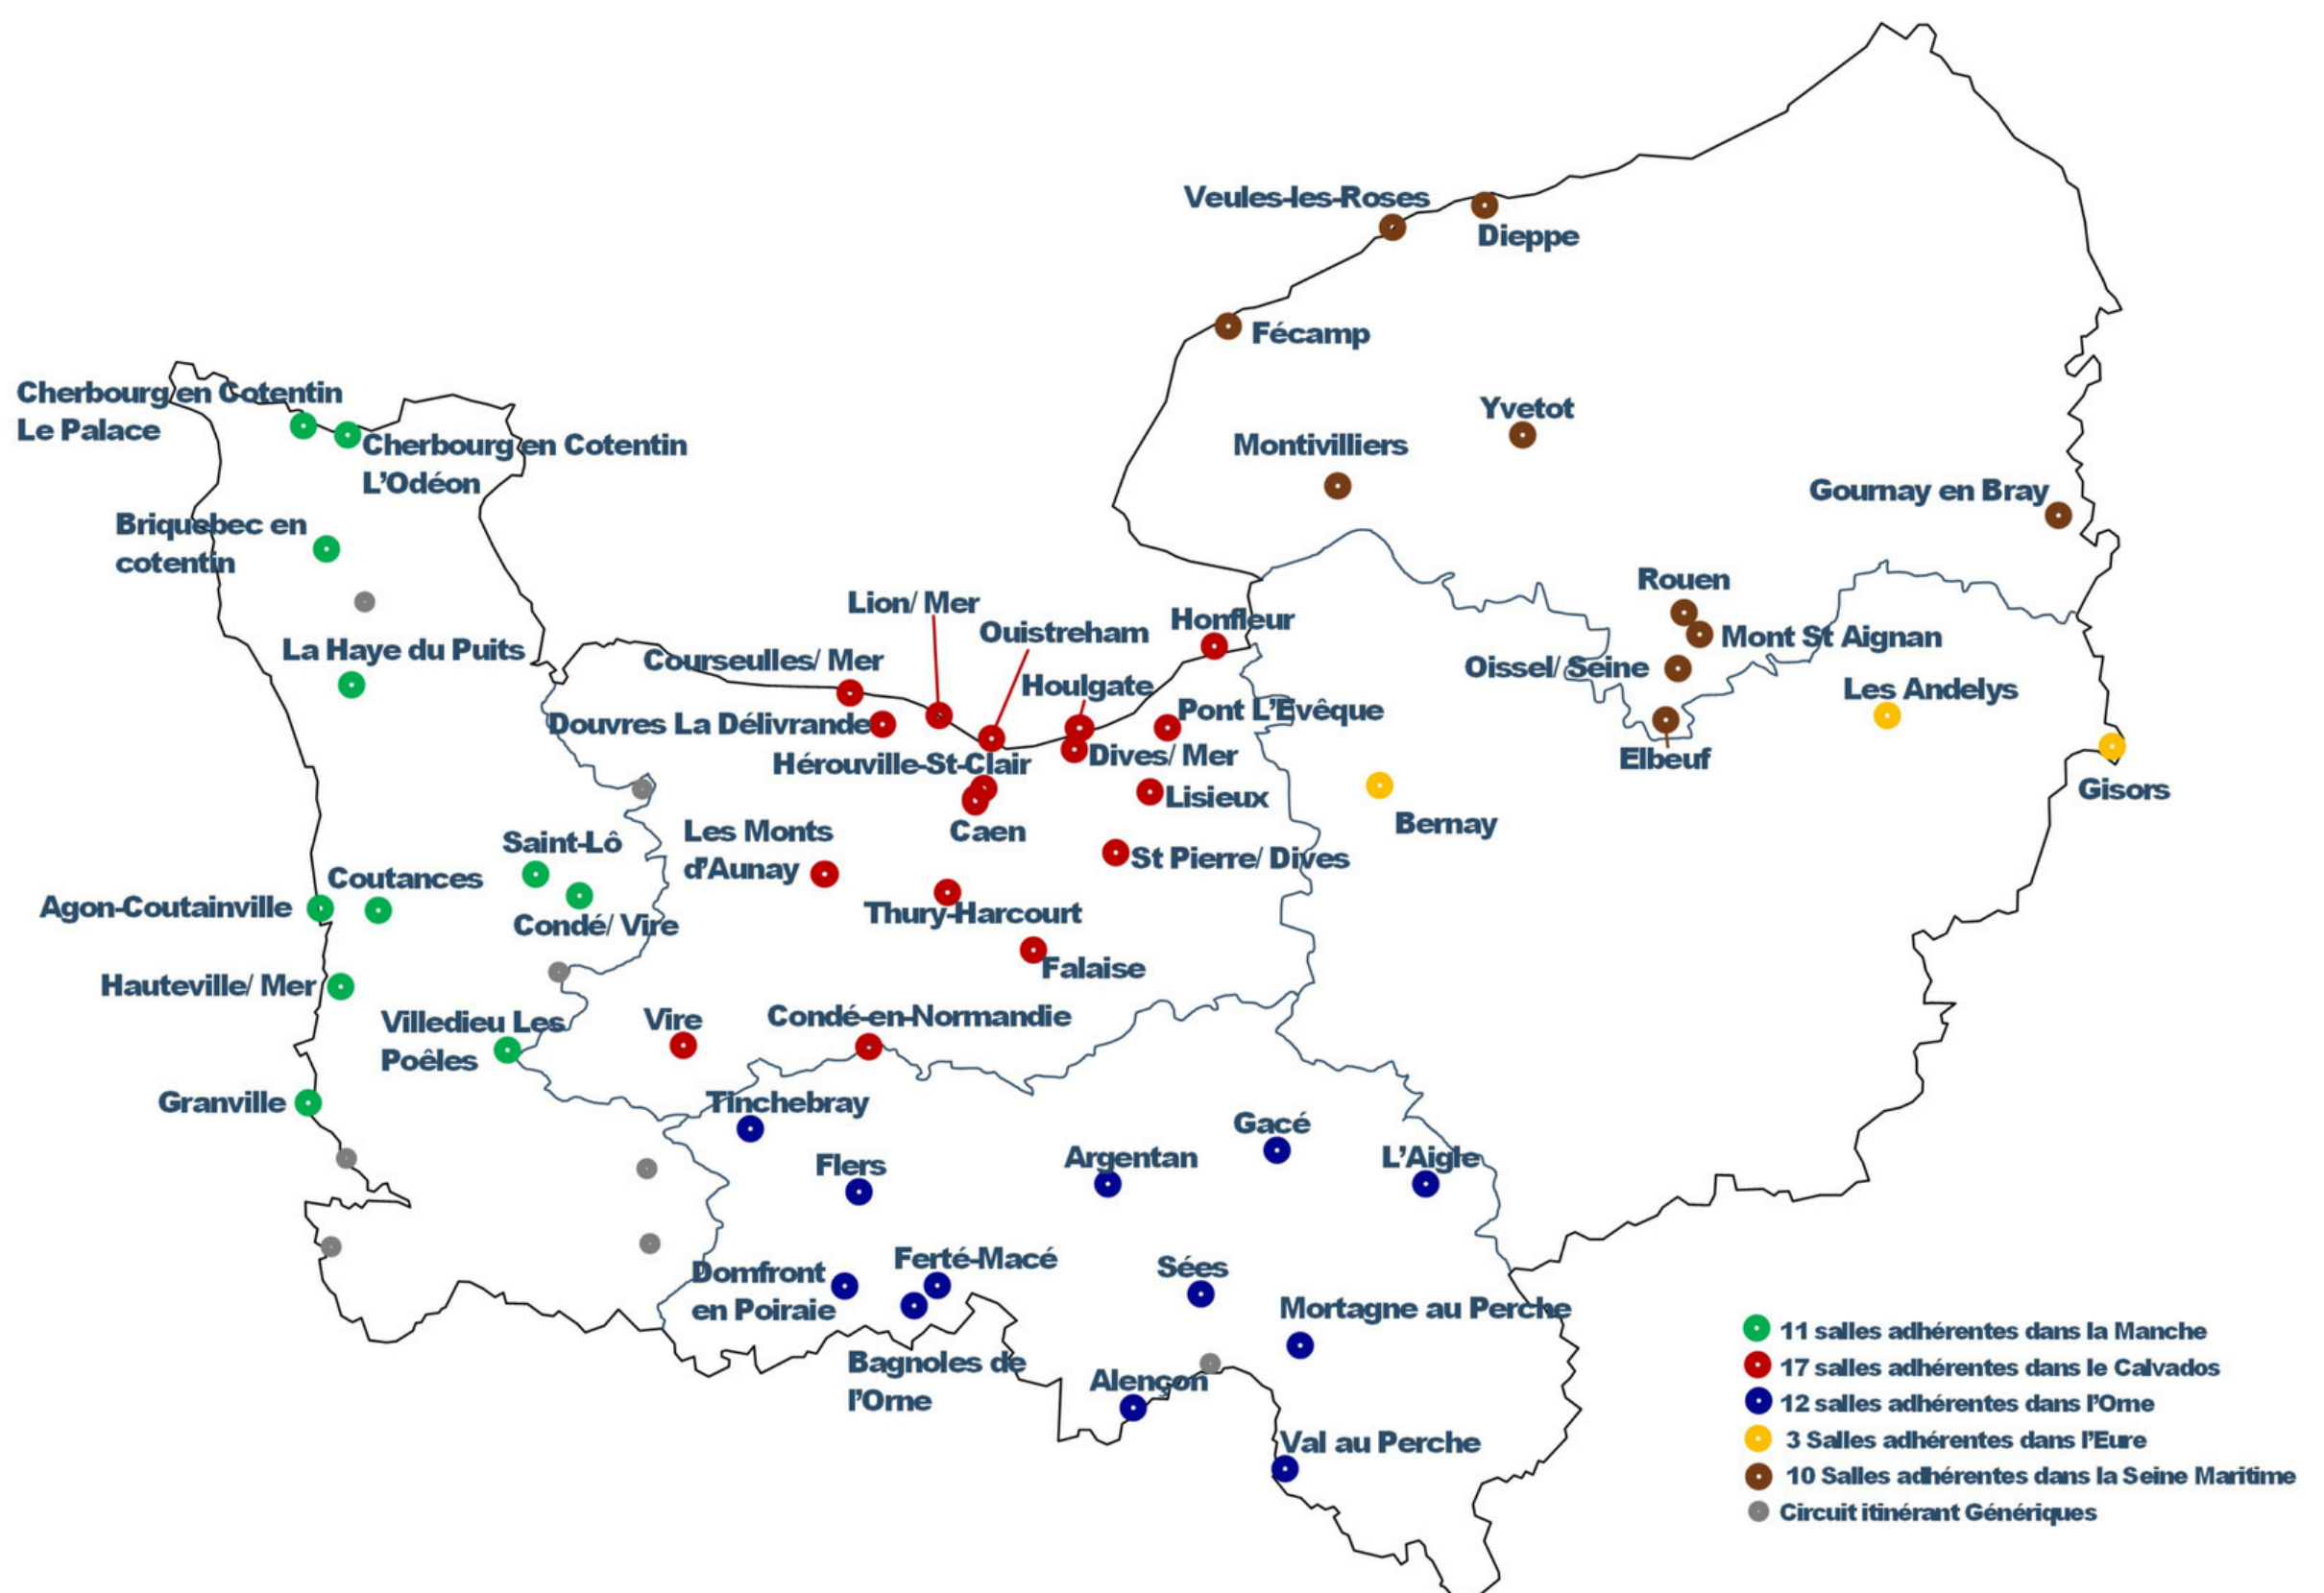 Veules-les-Roses
Dieppe
Fécamp
Cherbourg en Cotentin
Le Palace
Yvetot
Cherbourg en Cotentin
L'Odéon
Montivilliers
Gournay en Bray
Briquebec en
cotentin
Rouen
Lion/ Mer
Honfleur
Ouistreham
Mont St Aignan
La Haye du Puits
Courseulles/ Mer
Oissel/ Seine
Houlgate
Les Andelys
Pont L'Evêque
Douvres La Délivrande
Dives/ Mer
Hérouville-St-Clair
Elbeuf
Gisors
Lisieux
Bernay
Caen
Les Monts
d'Aunay
Saint-Lô
St Pierre/ Dives
Coutances
Agon-Coutainville
Thury-Harcourt
Condé/ Vire
Falaise
Hauteville/ Mer
Villedieu Les
Poêles
Vire
Condé-en-Normandie
Granville
Tinchebray
Gacé
Flers
Argentan
L'Aigle
Ferté-Macé
Domfront
en Poiraie
Sées
Mortagne au Perche
Bagnoles de
l'Orne
Alençon
Val au Perche
11 salles adhérentes dans la Manche
17 salles adhérentes dans le Calvados
12 salles adhérentes dans l'Orne
3 Salles adhérentes dans l'Eure
10 Salles adhérentes dans la Seine Maritime
Circuit itinérant Génériques